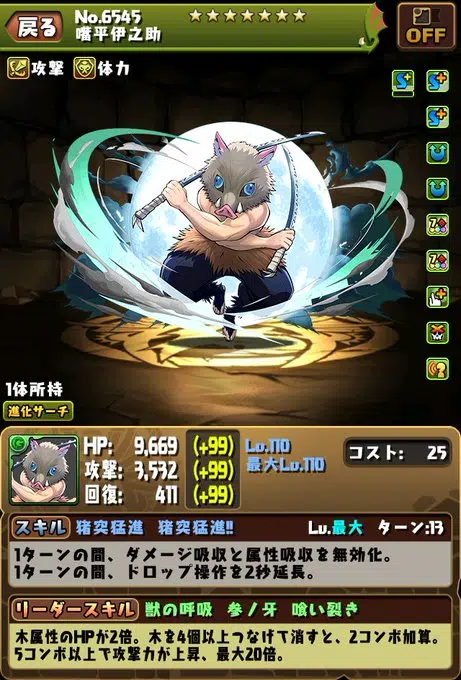 戻る
No.6545
嘴平伊之助
OFF
攻撃 体力
1体所持
進化サーチ
HP: 9,669 (+99) Lv.110
攻撃: 3,532 (+99) 最大Lv.110
回復: 411 (+99)
コスト: 25
スキル 猪突猛進 猪突猛進!! Lv.最大 ターン:13
1ターンの間、ダメージ吸収と属性吸収を無効化。
1ターンの間、ドロップ操作を2秒延長。
リーダースキル 獣の呼吸 参ノ牙 喰い裂き
木属性のHPが2倍。木を4個以上つなげて消すと、2コンボ加算。
5コンボ以上で攻撃力が上昇、最大20倍。